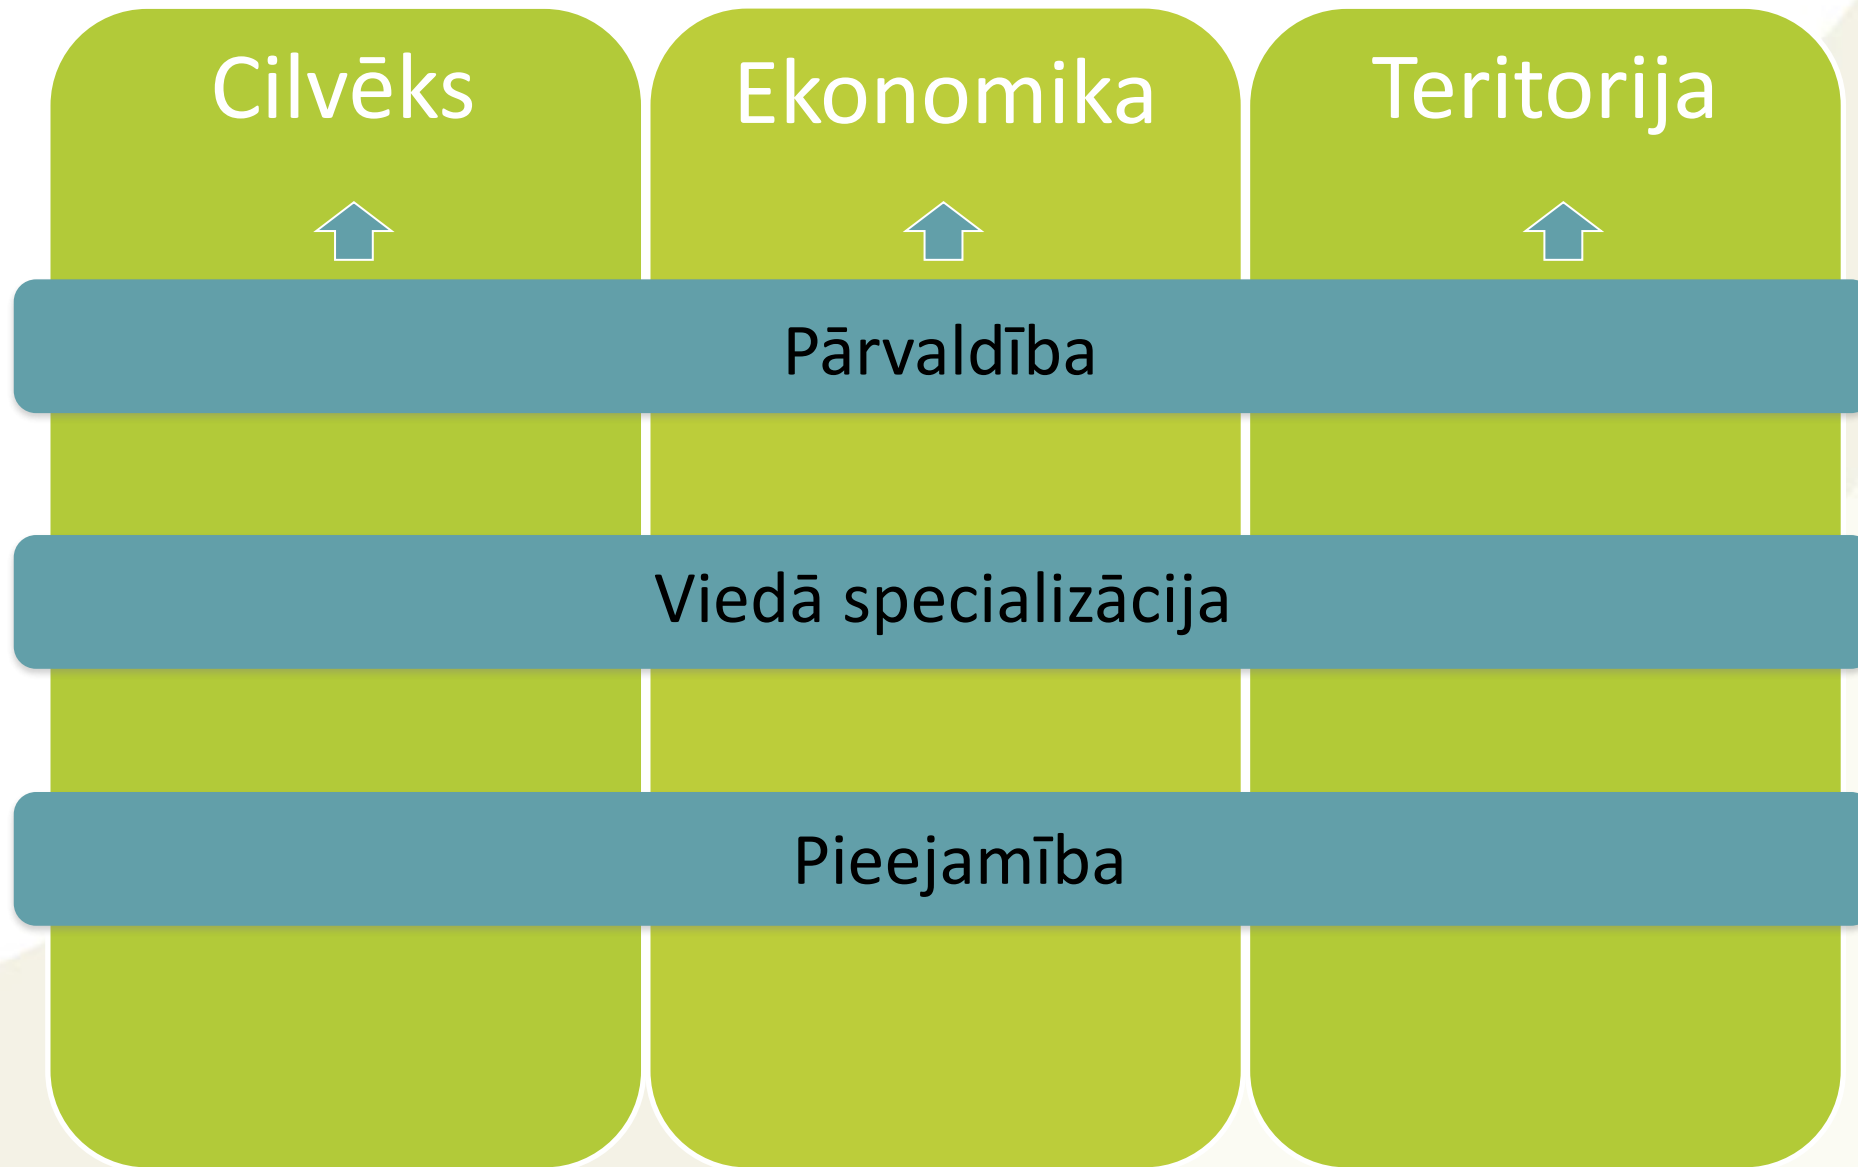 Cilvēks
Ekonomika
Teritorija
Pārvaldība
Viedā specializācija
Pieejamība